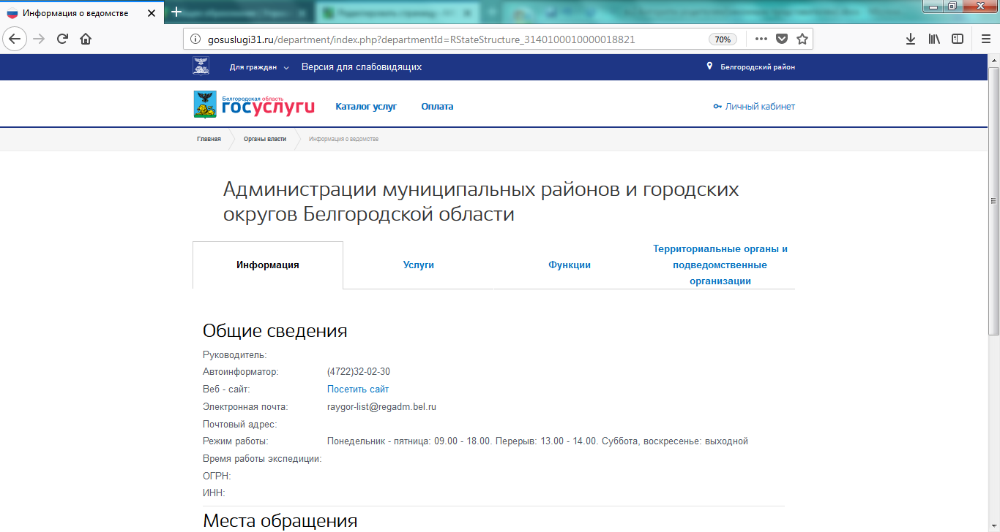 Информация о ведомстве
gosuslugi31.ru/department/index.php?departmentId=RStateStructure_3140100010000018821
70%
Для граждан
Версия для слабовидящих
Белгородский район
Белгородская область
госуслуги
Каталог услуг
Оплата
Личный кабинет
Главная
Органы власти
Информация о ведомстве
Администрации муниципальных районов и городских
округов Белгородской области
Информация
Услуги
Функции
Территориальные органы и
подведомственные
организации
Общие сведения
Руководитель:
Автоинформатор: (4722)32-02-30
Веб - сайт: Посетить сайт
Электронная почта: raygor-list@regadm.bel.ru
Почтовый адрес:
Режим работы: Понедельник - пятница: 09.00 - 18.00. Перерыв: 13.00 - 14.00. Суббота, воскресенье: выходной
Время работы экспедиции:
ОГРН:
ИНН:
Места обращения